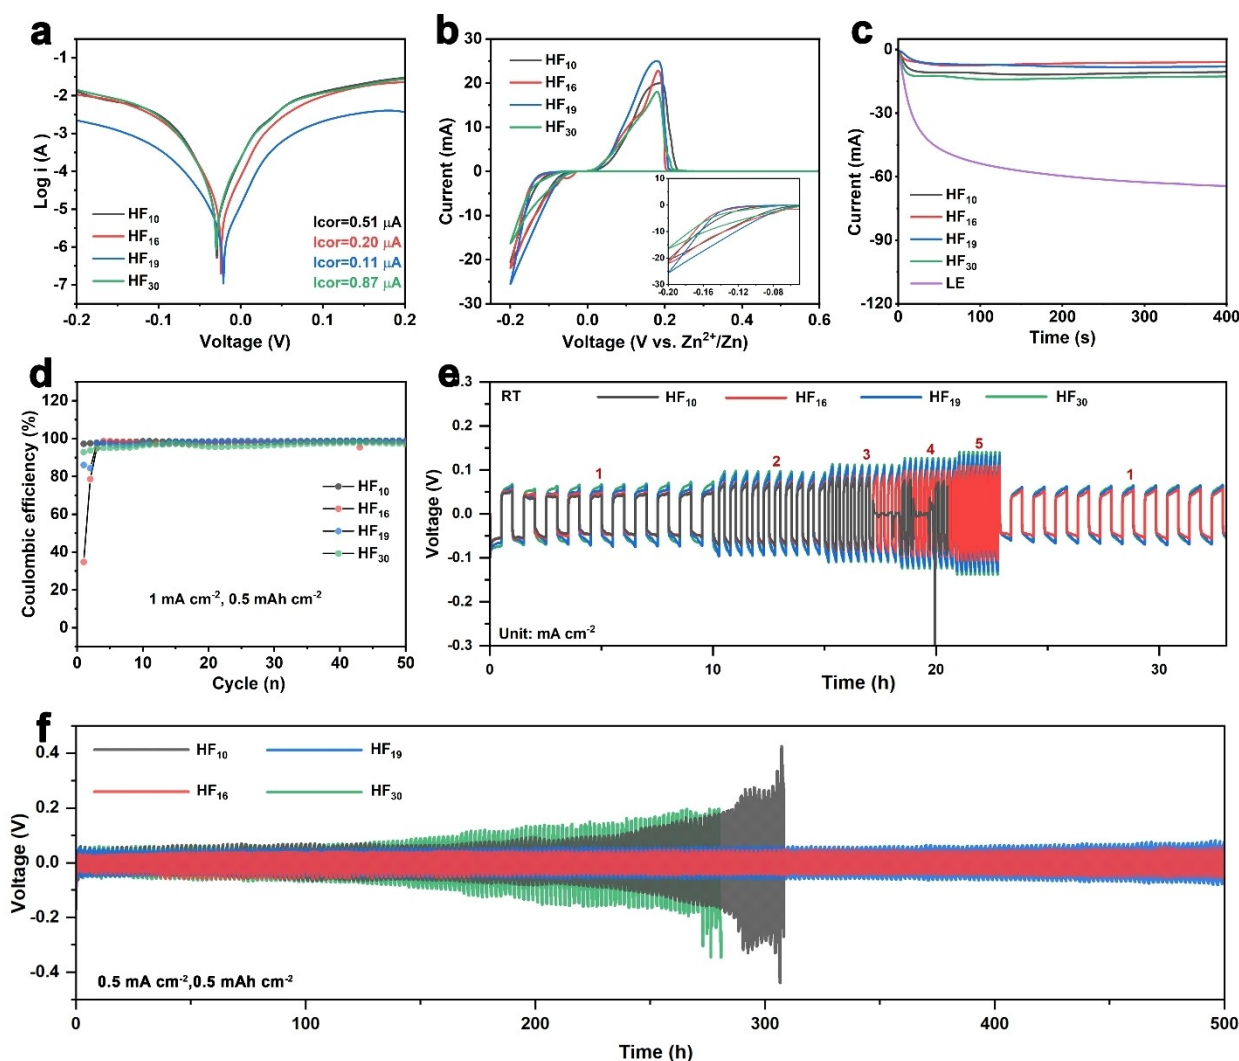 a
-1
-2
-3
-4
-5
-6
-7
Log i (A )
HF₁₀
HF₁₆
HF₁₉
HF₃₀
Icor=0.51 μA
Icor=0.20 μA
Icor=0.11 μA
Icor=0.87 μA
-0.2
-0.1
0.0
0.1
0.2
Voltage (V)
b
30
20
10
0
10
20
-30
Current (mA)
HF₁₀
HF₁₆
HF₁₉
HF₃₀
10
0
-10
-20
-30
-0.20
-0.16
-0.12
-0.08
-0.2
0.0
0.2
0.4
0.6
Voltage (V vs. Zn²⁺/Zn)
c
0
-30
-60
-90
-120
Current (mA)
HF₁₀
HF₁₆
HF₁₉
HF₃₀
LE
0
100
200
300
400
Time (s)
d
120
100
80
60
40
20
0
Coulombic efficiency (%)
HF₁₀
HF₁₆
HF₁₉
HF₃₀
1 mA cm⁻², 0.5 mAh cm⁻²
0
10
20
30
40
50
Cycle (n)
e
0.3
0.2
0.1
0.0
-0.1
-0.2
-0.3
Voltage (V)
RT
HF₁₀
HF₁₆
HF₁₉
HF₃₀
1
2
3
4
5
1
Unit: mA cm⁻²
0
10
20
30
Time (h)
f
0.4
0.2
0.0
-0.2
-0.4
Voltage (V)
HF₁₀
HF₁₉
HF₁₆
HF₃₀
0.5 mA cm⁻²,0.5 mAh cm⁻²
0
100
200
300
400
500
Time (h)